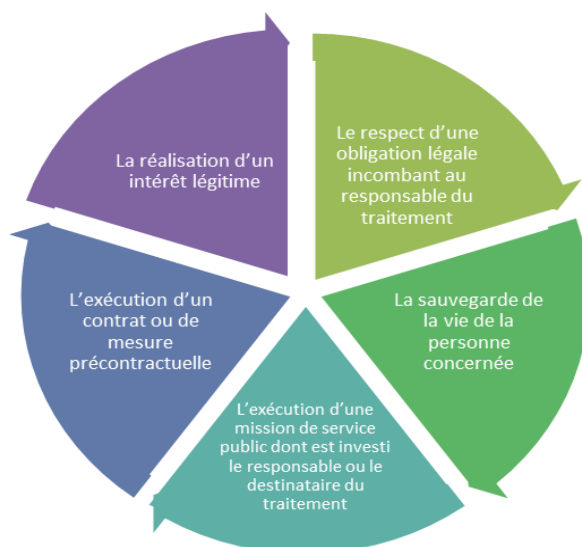 Le respect d’une
obligation légale
incombant au
responsable du
traitement
La sauvegarde de
la vie de la
personne
concernée
L’exécution d’une
mission de service
public dont est investi
le responsable ou le
destinataire du
traitement
L’exécution d’un
contrat ou de
mesure
précontractuelle
La réalisation d’un
intérêt légitime